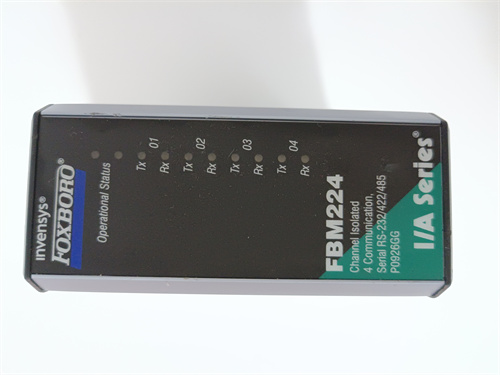 invensys®
FOXBORO®
Operational Status
01
Tx
Rx
02
Tx
Rx
03
Tx
Rx
04
Tx
Rx
FBM224
Channel Isolated
4 Communication,
Serial RS-232/422/485
P0926GG
I/A Series®